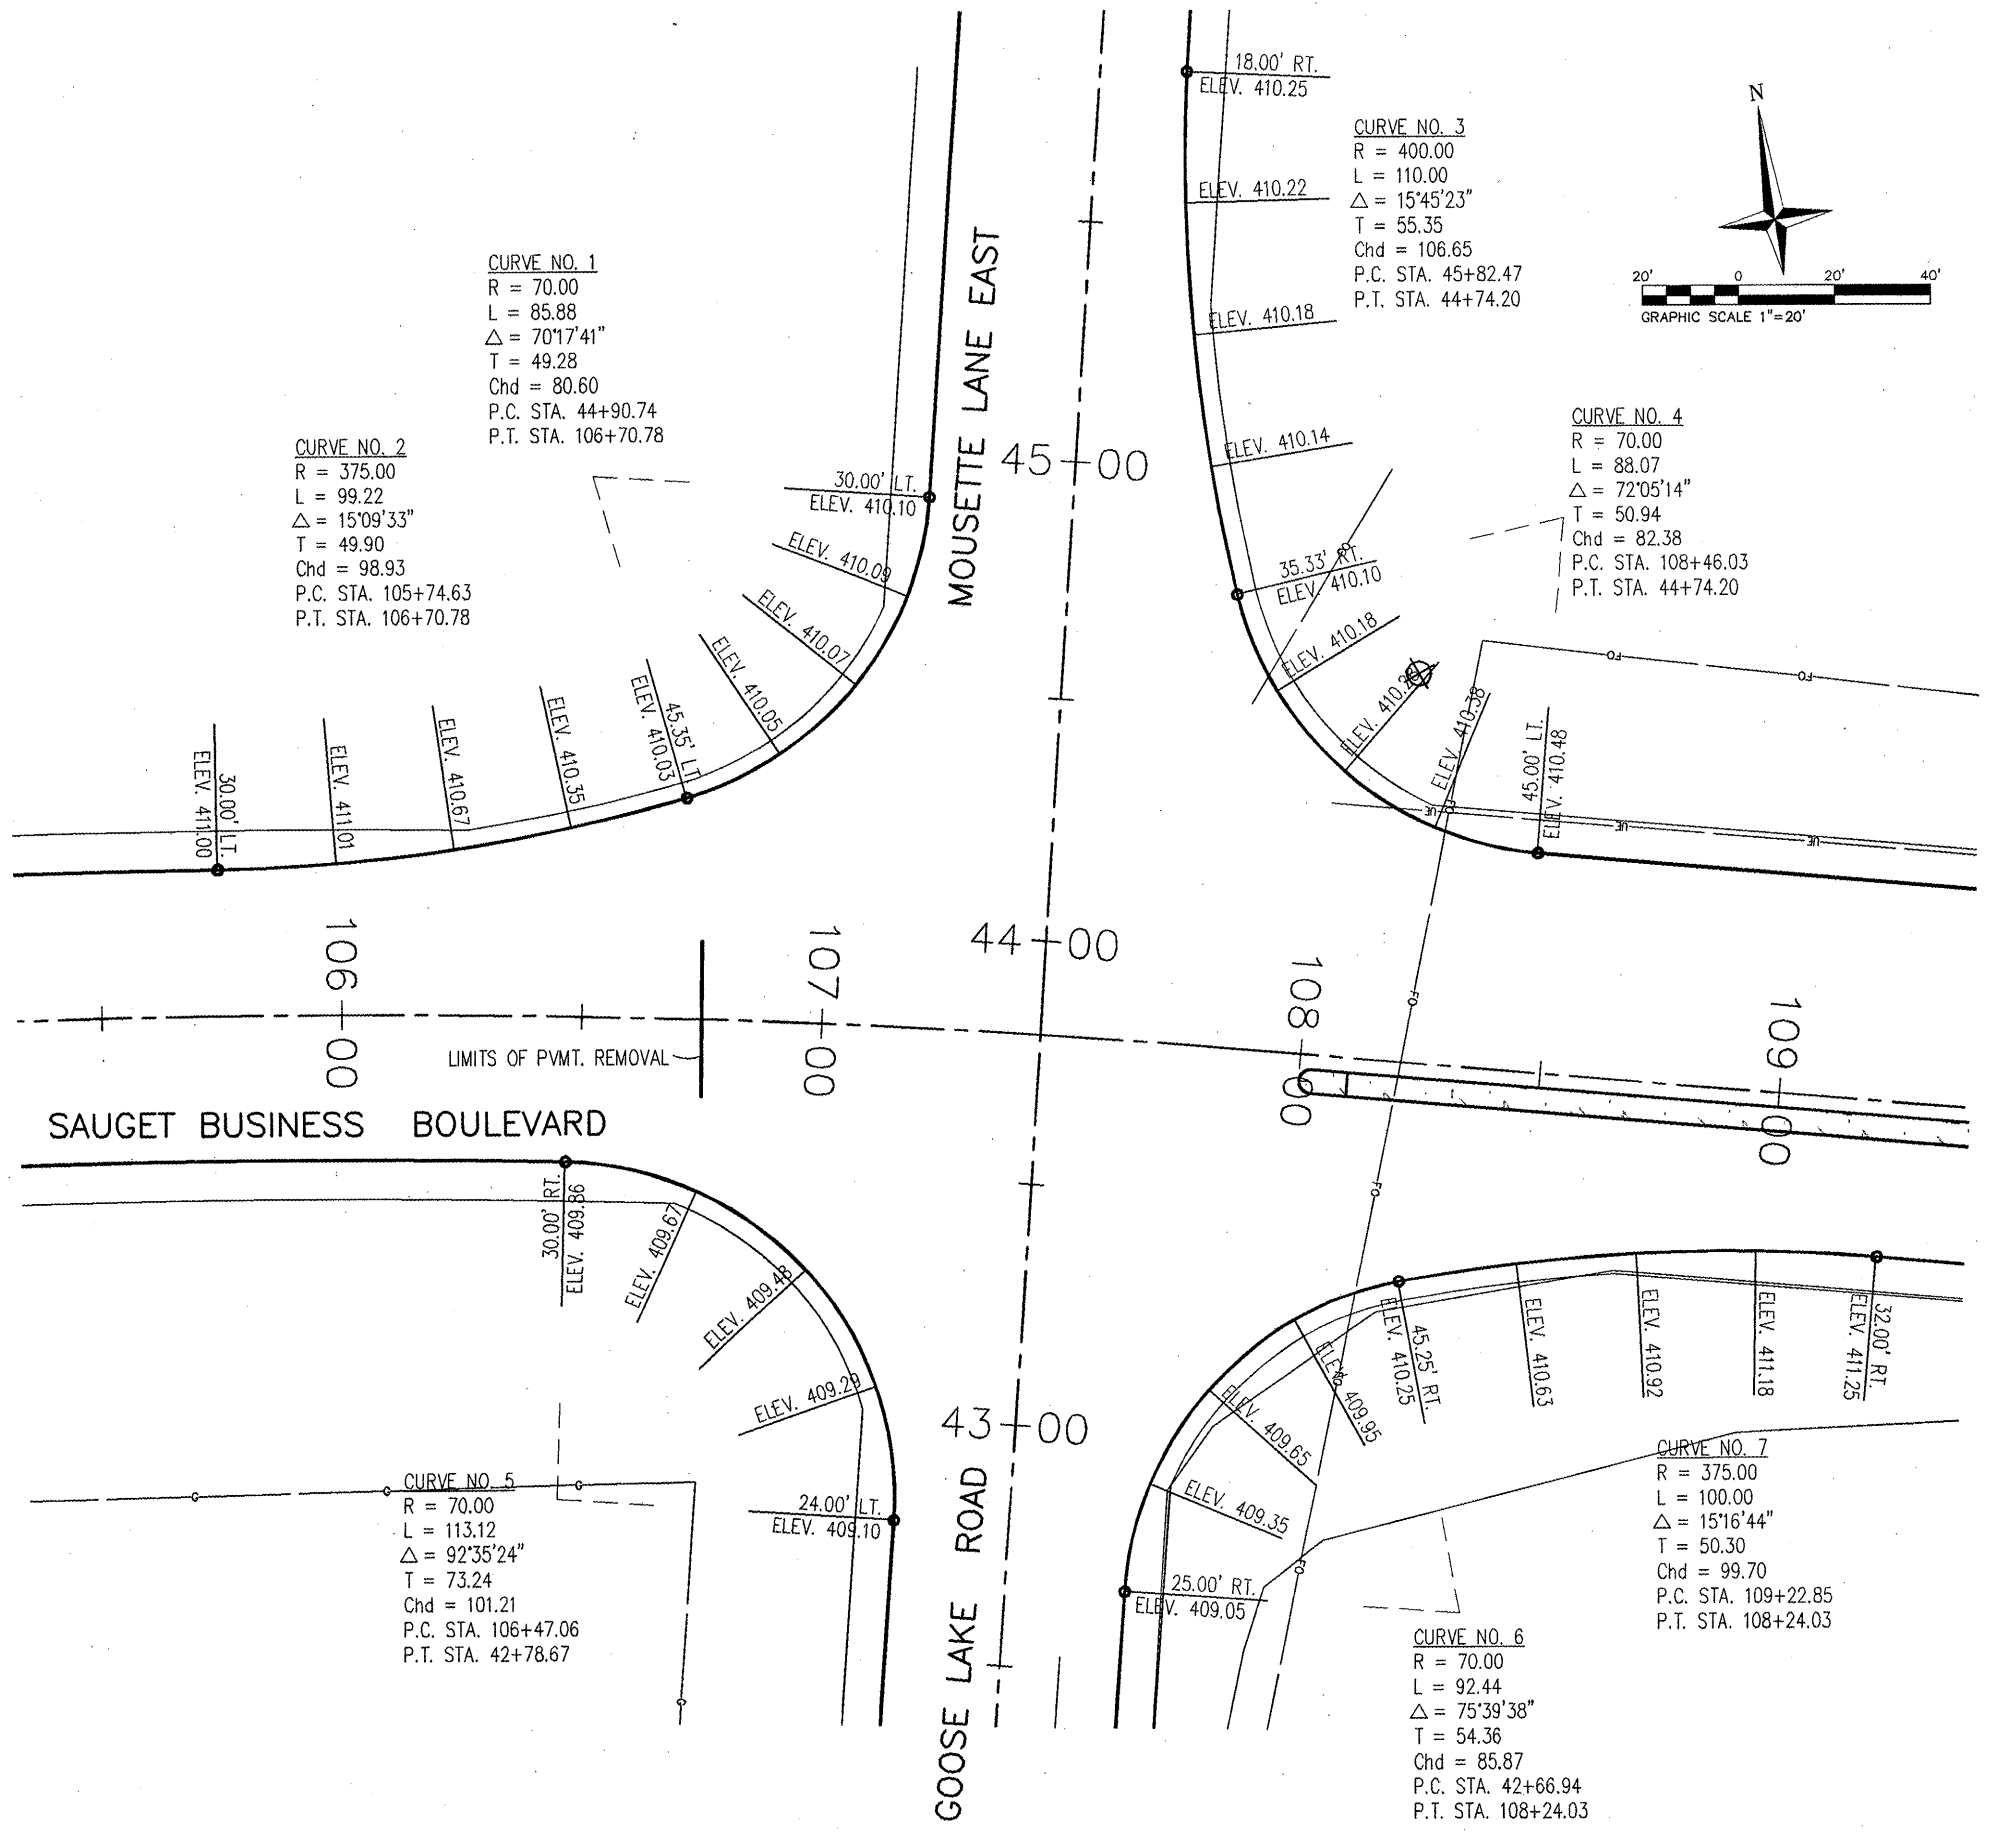 18.00' RT.
ELEV. 410.25
N
CURVE NO. 3
R = 400.00
L = 110.00
△ = 15°45'23"
T = 55.35
Chd = 106.65
P.C. STA. 45+82.47
P.T. STA. 44+74.20
ELEV. 410.22
20' 0 20' 40'
GRAPHIC SCALE 1"=20'
ELEV. 410.18
CURVE NO. 1
R = 70.00
L = 85.88
△ = 70°17'41"
T = 49.28
Chd = 80.60
P.C. STA. 44+90.74
P.T. STA. 106+70.78
MOUSETTE LANE EAST
CURVE NO. 2
R = 375.00
L = 99.22
△ = 15°09'33"
T = 49.90
Chd = 98.93
P.C. STA. 105+74.63
P.T. STA. 106+70.78
ELEV. 410.14
45+00
CURVE NO. 4
R = 70.00
L = 88.07
△ = 72°05'14"
T = 50.94
Chd = 82.38
P.C. STA. 108+46.03
P.T. STA. 44+74.20
30.00' LT.
ELEV. 410.10
ELEV. 410.09
ELEV. 410.07
ELEV. 410.05
45.35' LT.
ELEV. 410.03
ELEV. 410.35
ELEV. 410.67
ELEV. 411.01
30.00' LT.
ELEV. 411.00
35.33' RT.
ELEV. 410.10
ELEV. 410.18
ELEV. 410.38
45.00' LT.
ELEV. 410.48
FO
FO
FO
FO
UE
UE
UE
44+00
106+00
107+00
108+00
109+00
FO
FO
LIMITS OF PVMT. REMOVAL
SAUGET BUSINESS BOULEVARD
30.00' RT.
ELEV. 409.86
ELEV. 409.67
ELEV. 409.48
ELEV. 409.29
24.00' LT.
ELEV. 409.10
43+00
GOOSE LAKE ROAD EAST
ELEV. 409.95
ELEV. 409.65
ELEV. 409.35
25.00' RT.
ELEV. 409.05
45.25' RT.
ELEV. 410.25
ELEV. 410.63
ELEV. 410.92
ELEV. 411.18
32.00' RT.
ELEV. 411.25
G
G
G
G
FO
FO
CURVE NO. 5
R = 70.00
L = 113.12
△ = 92°35'24"
T = 73.24
Chd = 101.21
P.C. STA. 106+47.06
P.T. STA. 42+78.67
CURVE NO. 7
R = 375.00
L = 100.00
△ = 15°16'44"
T = 50.30
Chd = 99.70
P.C. STA. 109+22.85
P.T. STA. 108+24.03
CURVE NO. 6
R = 70.00
L = 92.44
△ = 75°39'38"
T = 54.36
Chd = 85.87
P.C. STA. 42+66.94
P.T. STA. 108+24.03